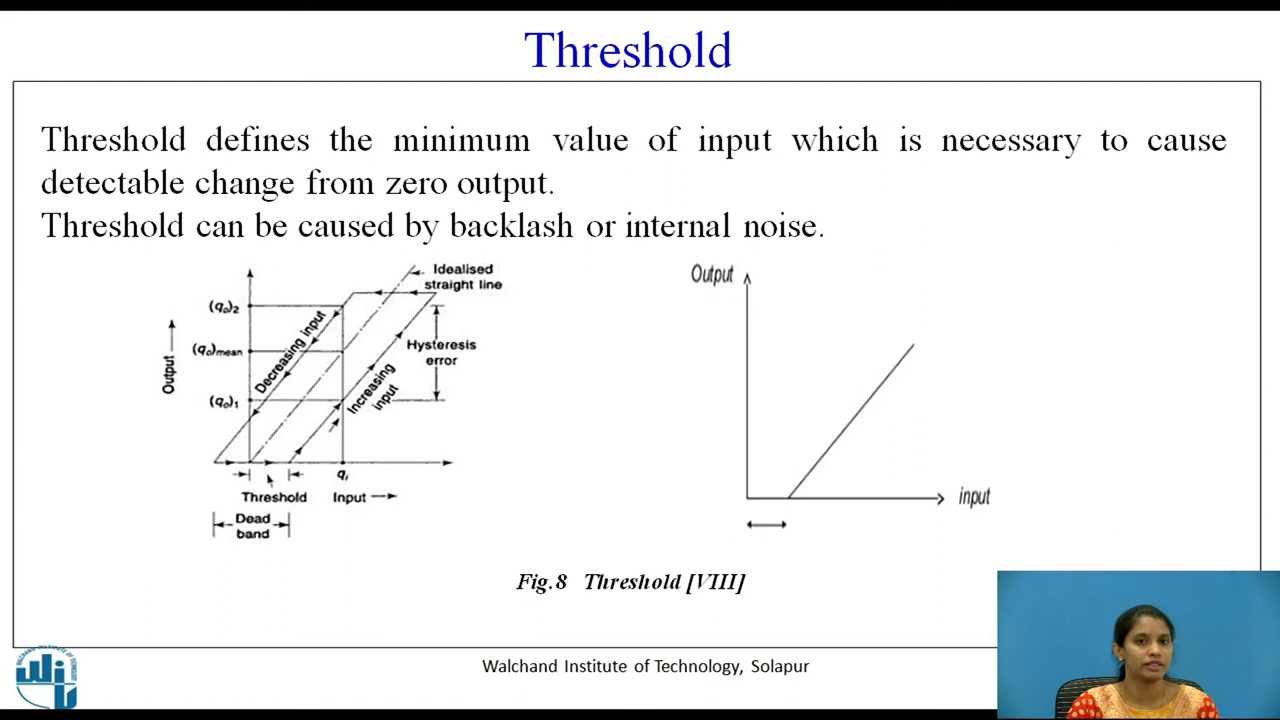 Threshold
Threshold defines the minimum value of input which is necessary to cause
detectable change from zero output.
Threshold can be caused by backlash or internal noise.
Idealised
straight line
(qₒ)₂
Decreasing input
Hysteresis
error
(qₒ)mean
Output
(qₒ)₁
Increasing
input
qᵢ
Threshold
Input
Dead
band
Output
input
Fig.8 Threshold [VIII]
Walchand Institute of Technology, Solapur